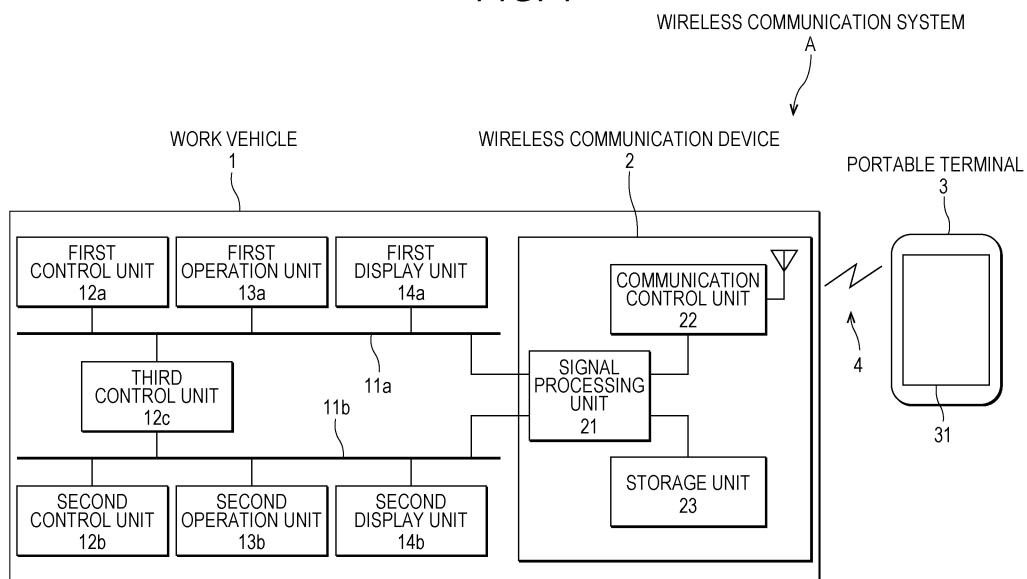 WIRELESS COMMUNICATION SYSTEM
A
WORK VEHICLE
1
WIRELESS COMMUNICATION DEVICE
2
PORTABLE TERMINAL
3
FIRST
CONTROL UNIT
12a
FIRST
OPERATION UNIT
13a
FIRST
DISPLAY UNIT
14a
COMMUNICATION
CONTROL UNIT
22
11a
THIRD
CONTROL UNIT
12c
SIGNAL
PROCESSING
UNIT
21
4
11b
31
SECOND
CONTROL UNIT
12b
SECOND
OPERATION UNIT
13b
SECOND
DISPLAY UNIT
14b
STORAGE UNIT
23